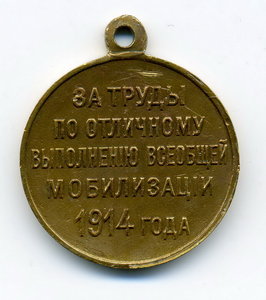 ЗА ТРУДЫ
ПО ОТЛИЧНОМУ
ВЫПОЛНЕНІЮ ВСЕОБЩЕЙ
МОБИЛИЗАЦІИ
1914 ГОДА